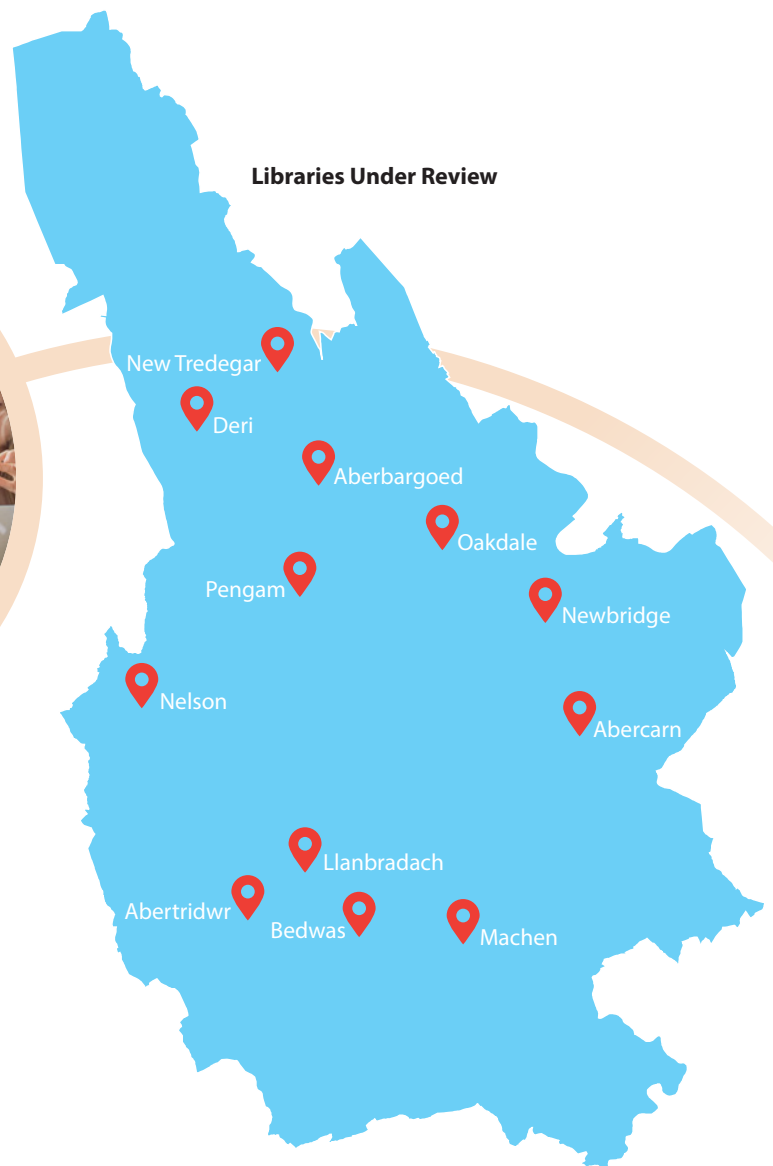 Libraries Under Review
New Tredegar
Deri
Aberbargoed
Oakdale
Pengam
Newbridge
Nelson
Abercarn
Llanbradach
Abertridwr
Bedwas
Machen